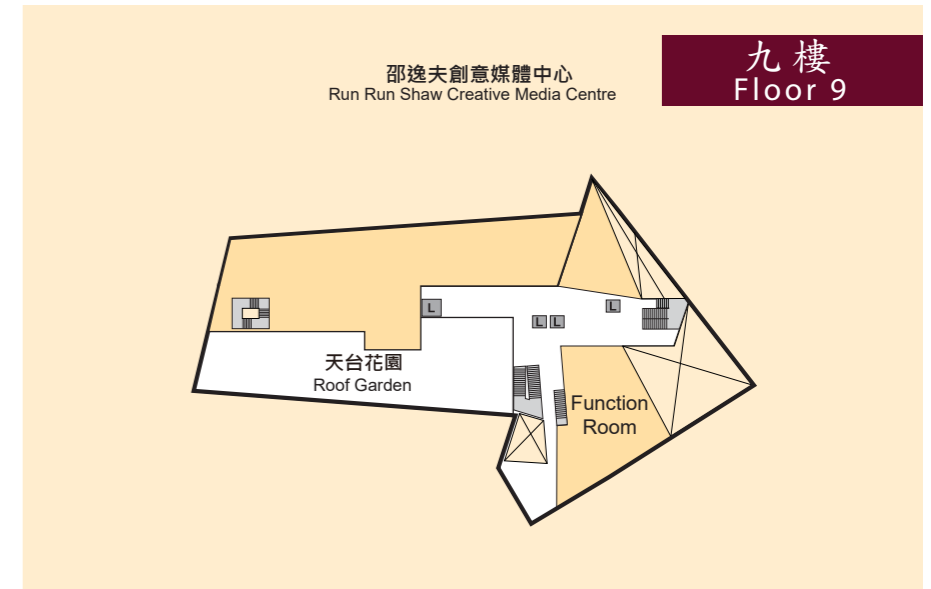 九樓
Floor 9
邵逸夫創意媒體中心
Run Run Shaw Creative Media Centre
L
L
L
L
天台花園
Roof Garden
Function
Room